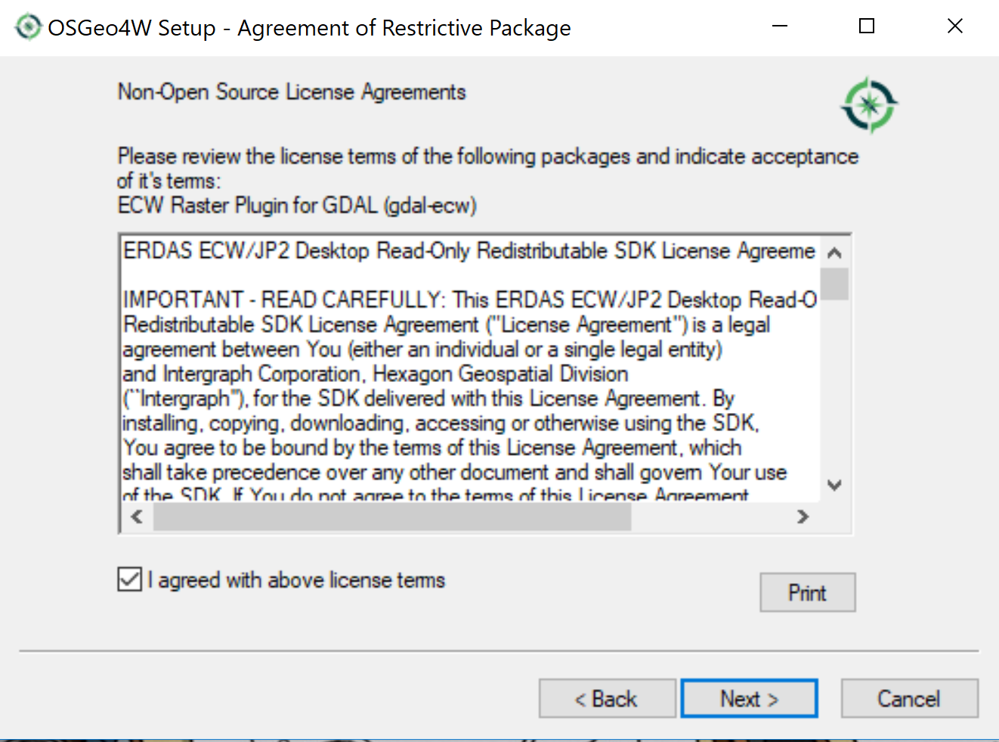 OSGeo4W Setup - Agreement of Restrictive Package
Non-Open Source License Agreements
Please review the license terms of the following packages and indicate acceptance
of it's terms:
ECW Raster Plugin for GDAL (gdal-ecw)
ERDAS ECW/JP2 Desktop Read-Only Redistributable SDK License Agreeme
IMPORTANT - READ CAREFULLY: This ERDAS ECW/JP2 Desktop Read-O
Redistributable SDK License Agreement ("License Agreement") is a legal
agreement between You (either an individual or a single legal entity)
and Intergraph Corporation, Hexagon Geospatial Division
(``Intergraph"), for the SDK delivered with this License Agreement. By
installing, copying, downloading, accessing or otherwise using the SDK,
You agree to be bound by the terms of this License Agreement, which
shall take precedence over any other document and shall govern Your use
of the SDK. If You do not agree to the terms of this License Agreement
I agreed with above license terms
Print
< Back
Next >
Cancel